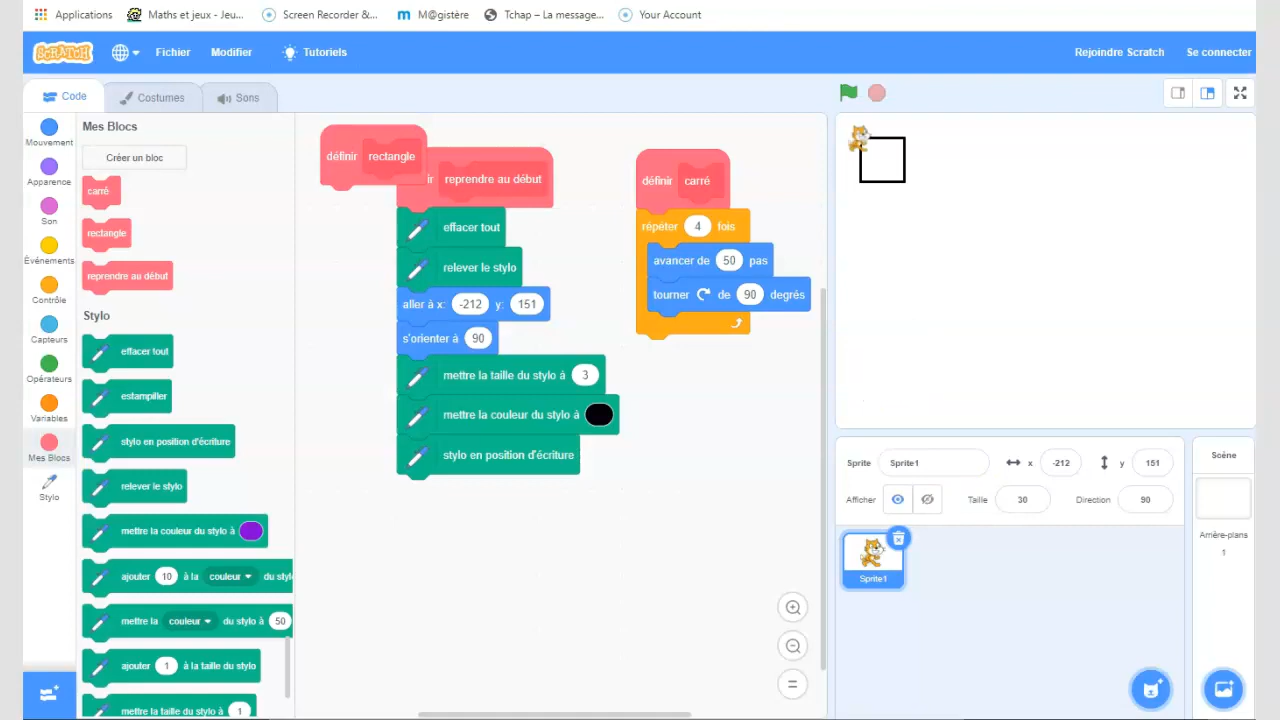 Applications
Maths et jeux - Jeu...
Screen Recorder &...
M@gistère
Tchap – La message...
Your Account
SCRATCH
Fichier
Modifier
Tutoriels
Rejoindre Scratch
Se connecter
Code
Costumes
Sons
Mouvement
Apparence
Son
Événements
Contrôle
Capteurs
Opérateurs
Variables
Mes Blocs
Stylo
Mes Blocs
Créer un bloc
carré
rectangle
reprendre au début
Stylo
effacer tout
estampiller
stylo en position d'écriture
relever le stylo
mettre la couleur du stylo à
ajouter 10 à la couleur du stylo
mettre la couleur du stylo à 50
ajouter 1 à la taille du stylo
mettre la taille du stylo à 1
définir rectangle
ir reprendre au début
effacer tout
relever le stylo
aller à x: -212 y: 151
s'orienter à 90
mettre la taille du stylo à 3
mettre la couleur du stylo à
stylo en position d'écriture
définir carré
répéter 4 fois
avancer de 50 pas
tourner de 90 degrés
Sprite Sprite1 x -212 y 151
Afficher Taille 30 Direction 90
Sprite1
Scène
Arrière-plans
1